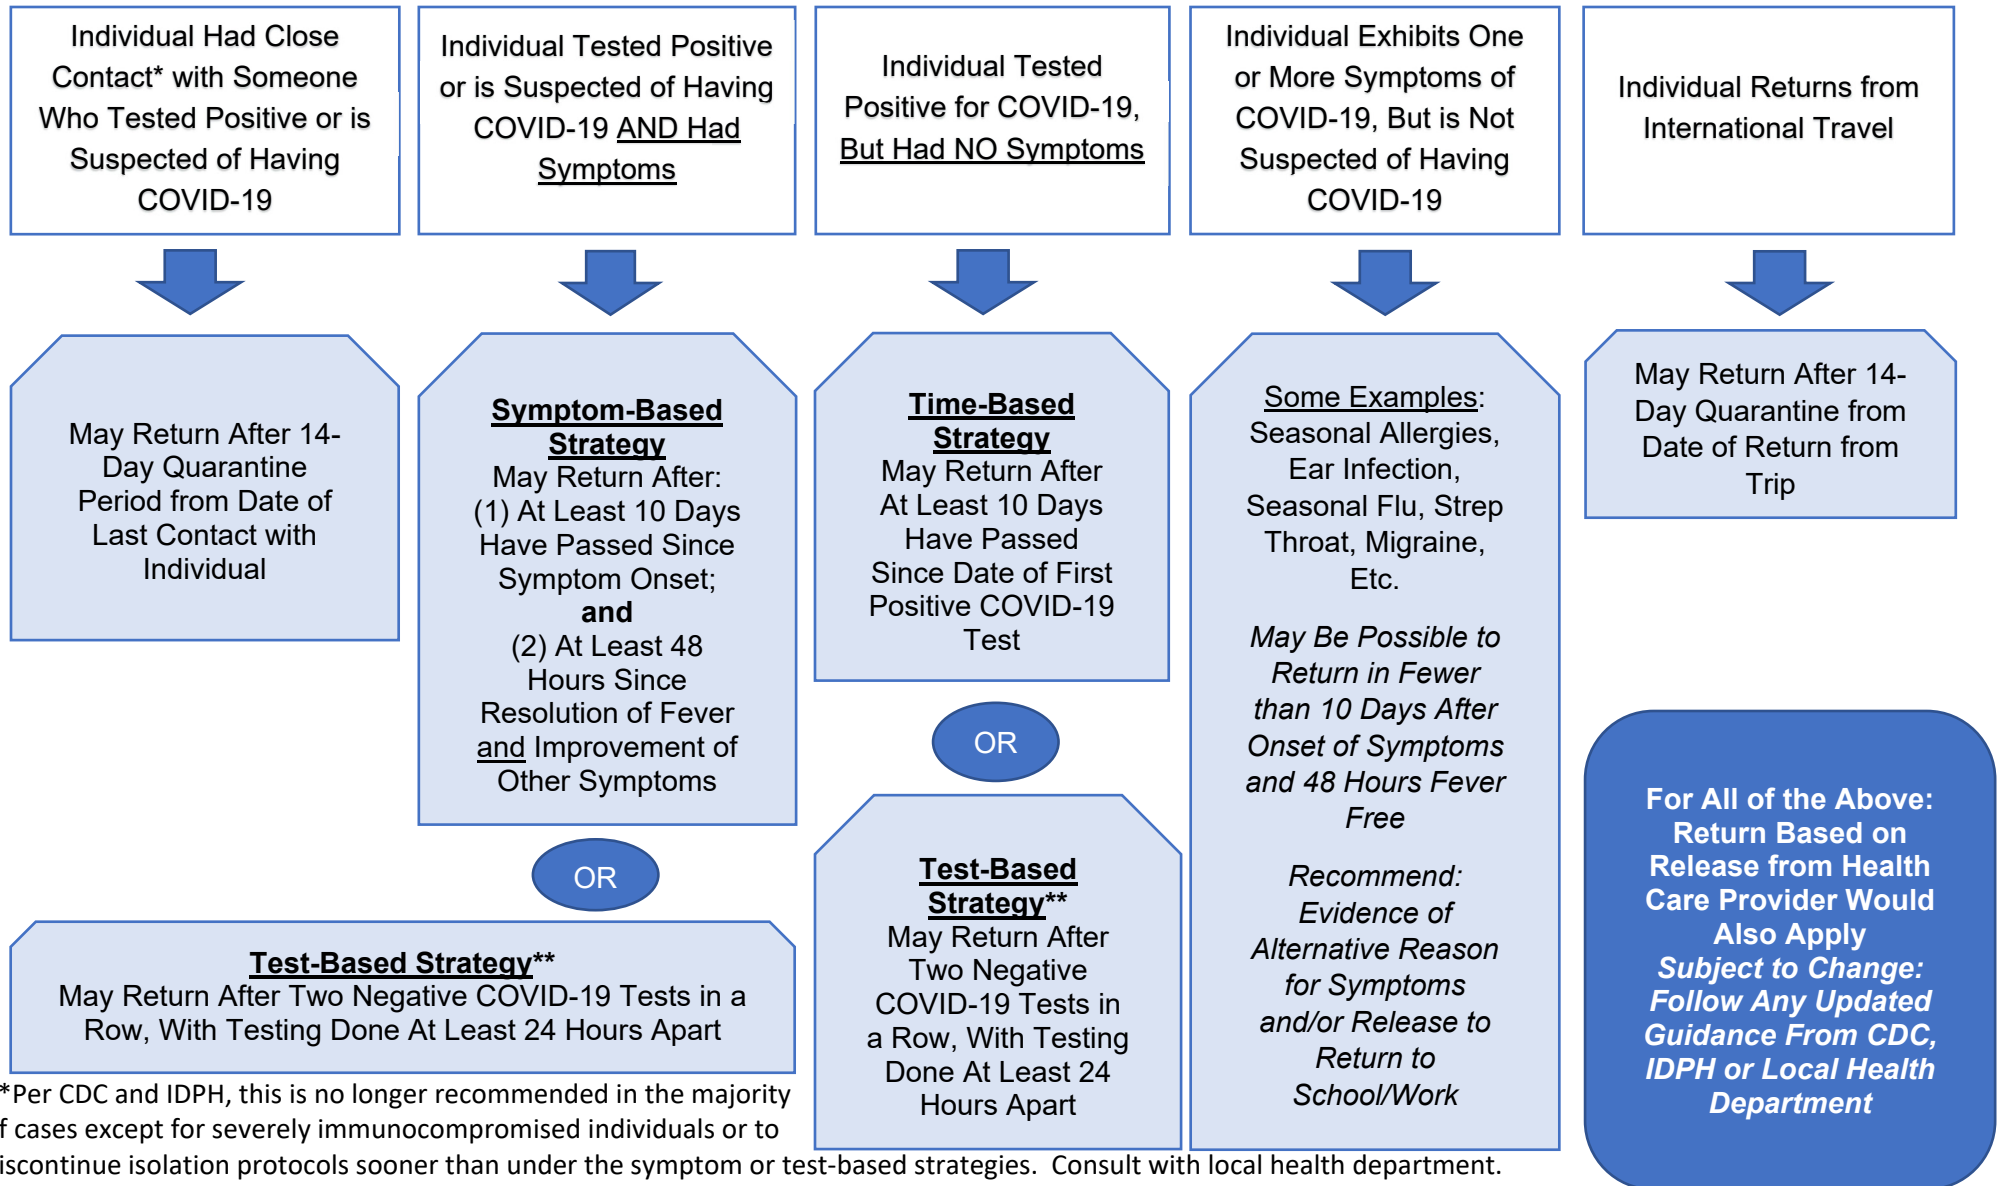 Individual Had Close
Contact* with Someone
Who Tested Positive or is
Suspected of Having
COVID-19
Individual Tested Positive
or is Suspected of Having
COVID-19 AND Had
Symptoms
Individual Tested
Positive for COVID-19,
But Had NO Symptoms
Individual Exhibits One
or More Symptoms of
COVID-19, But is Not
Suspected of Having
COVID-19
Individual Returns from
International Travel
May Return After 14-
Day Quarantine
Period from Date of
Last Contact with
Individual
Symptom-Based
Strategy
May Return After:
(1) At Least 10 Days
Have Passed Since
Symptom Onset;
and
(2) At Least 48
Hours Since
Resolution of Fever
and Improvement of
Other Symptoms
OR
Test-Based Strategy**
May Return After Two Negative COVID-19 Tests in a
Row, With Testing Done At Least 24 Hours Apart
Time-Based
Strategy
May Return After
At Least 10 Days
Have Passed
Since Date of First
Positive COVID-19
Test
OR
Test-Based
Strategy**
May Return After
Two Negative
COVID-19 Tests in
a Row, With Testing
Done At Least 24
Hours Apart
Some Examples:
Seasonal Allergies,
Ear Infection,
Seasonal Flu, Strep
Throat, Migraine,
Etc.
May Be Possible to
Return in Fewer
than 10 Days After
Onset of Symptoms
and 48 Hours Fever
Free
Recommend:
Evidence of
Alternative Reason
for Symptoms
and/or Release to
Return to
School/Work
May Return After 14-
Day Quarantine from
Date of Return from
Trip
For All of the Above:
Return Based on
Release from Health
Care Provider Would
Also Apply
Subject to Change:
Follow Any Updated
Guidance From CDC,
IDPH or Local Health
Department
*Per CDC and IDPH, this is no longer recommended in the majority
f cases except for severely immunocompromised individuals or to
iscontinue isolation protocols sooner than under the symptom or test-based strategies. Consult with local health department.